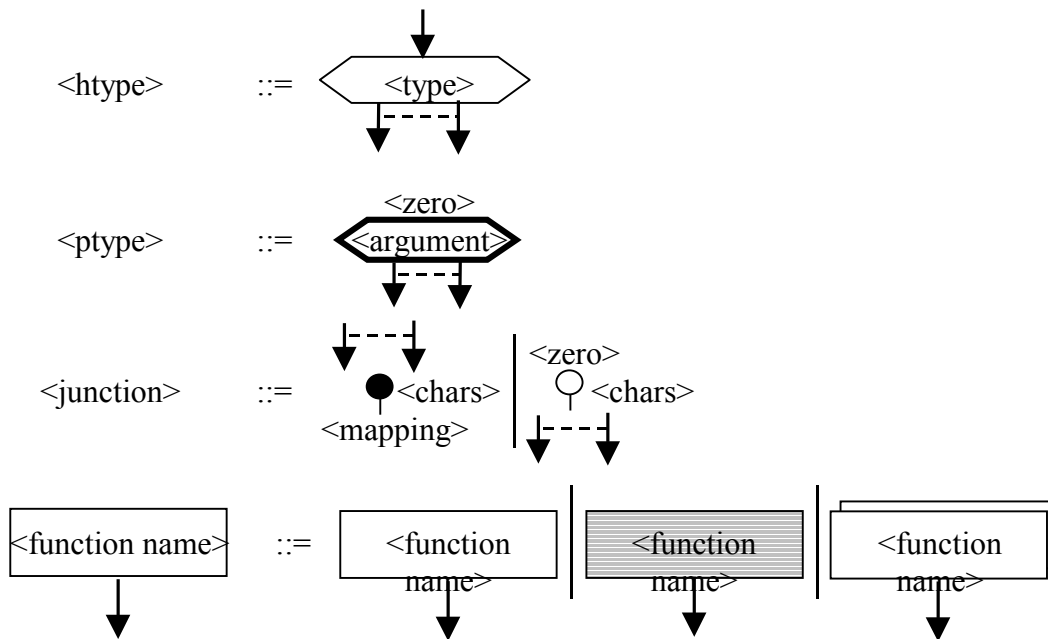 <htype> ::= <type>
<zero>
<ptype> ::= <argument>
<zero>
<junction> ::= <chars> <chars>
<mapping>
<function name> ::= <function <function <function
name> name> name>